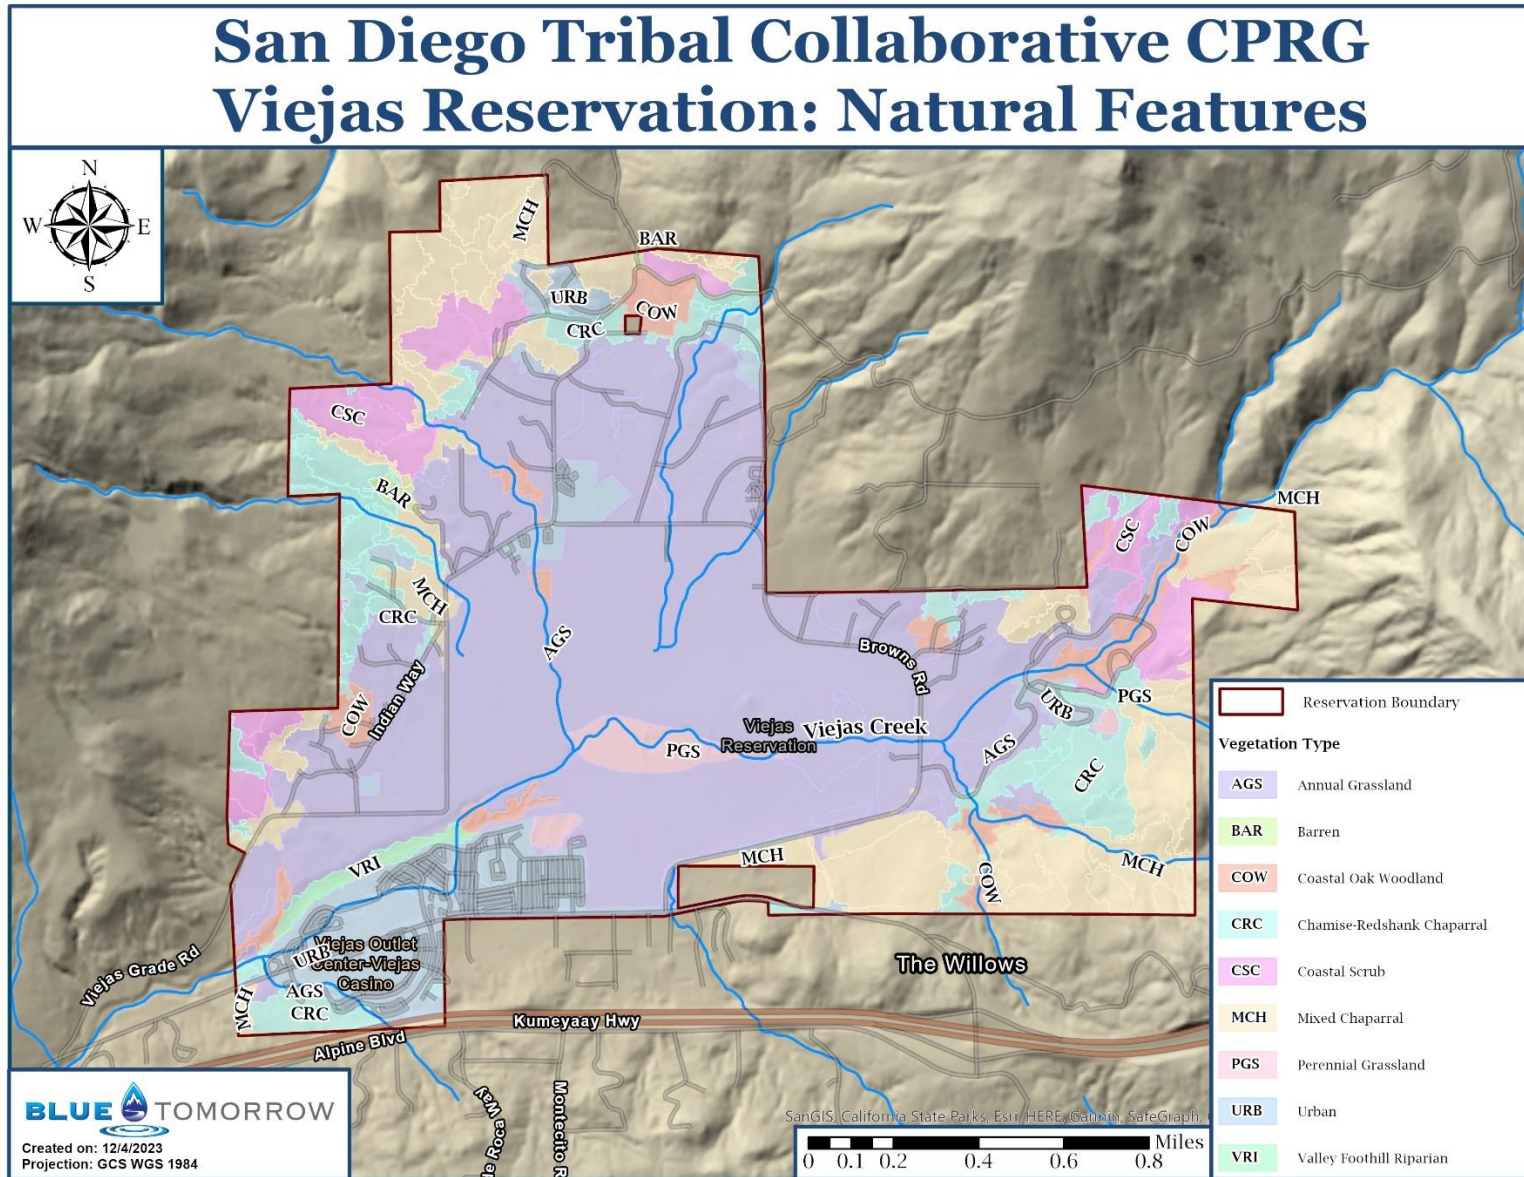 San Diego Tribal Collaborative CPRG
Viejas Reservation: Natural Features
N
W
E
S
MCH
BAR
URB
COW
CRC
CSC
BAR
MCH
CSC
COW
MCH
CRC
AGS
Browns Rd
Indian Way
COW
PGS
URB
PGS
Viejas
Reservation
Viejas Creek
AGS
CRC
VRI
MCH
MCH
COW
Viejas Grade Rd
URB
Viejas Outlet
Center-Viejas
Casino
The Willows
AGS
MCH
CRC
Kumeyaay Hwy
Alpine Blvd
Way
Montecito R
Reservation Boundary
Vegetation Type
AGS Annual Grassland
BAR Barren
COW Coastal Oak Woodland
CRC Chamise-Redshank Chaparral
CSC Coastal Scrub
MCH Mixed Chaparral
PGS Perennial Grassland
URB Urban
VRI Valley Foothill Riparian
BLUE TOMORROW
Created on: 12/4/2023
Projection: GCS WGS 1984
SanGIS, California State Parks, Esri, HERE, Garmin, SafeGraph,
Miles
0 0.1 0.2 0.4 0.6 0.8